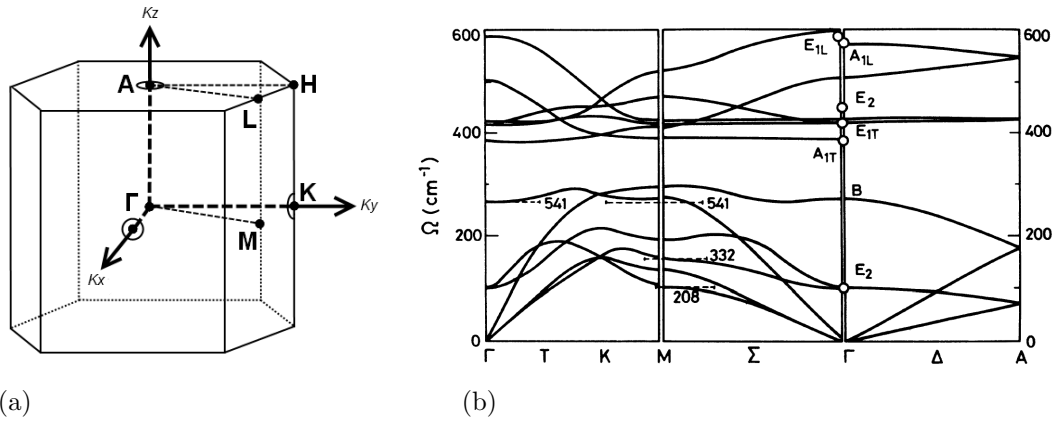 Kz
A
H
L
Γ
K
Ky
M
Kx
(a)
600
400
200
0
Ω (cm⁻¹)
541
541
332
208
E1L
A1L
E2
E1T
A1T
B
E2
600
400
200
0
Γ T K M Σ Γ Δ A
(b)